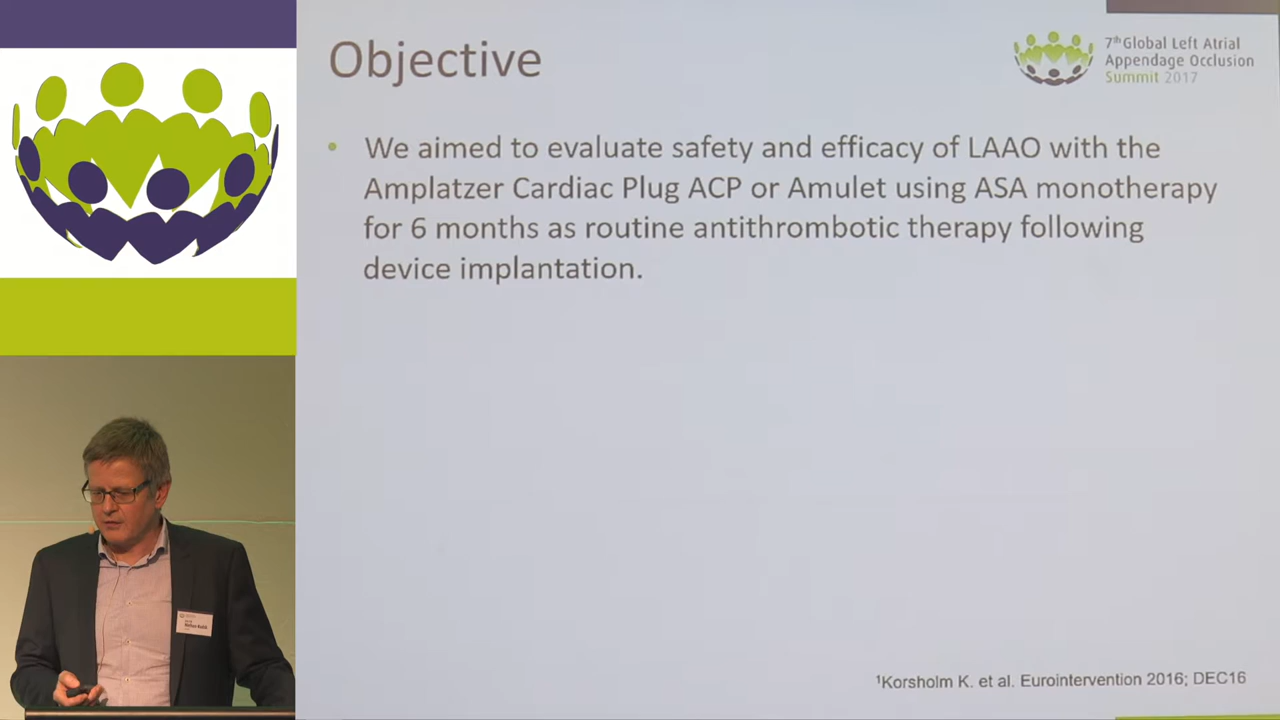 Objective
7th Global Left Atrial
Appendage Occlusion
Summit 2017
• We aimed to evaluate safety and efficacy of LAAO with the
Amplatzer Cardiac Plug ACP or Amulet using ASA monotherapy
for 6 months as routine antithrombotic therapy following
device implantation.
¹Korsholm K. et al. Eurointervention 2016; DEC16